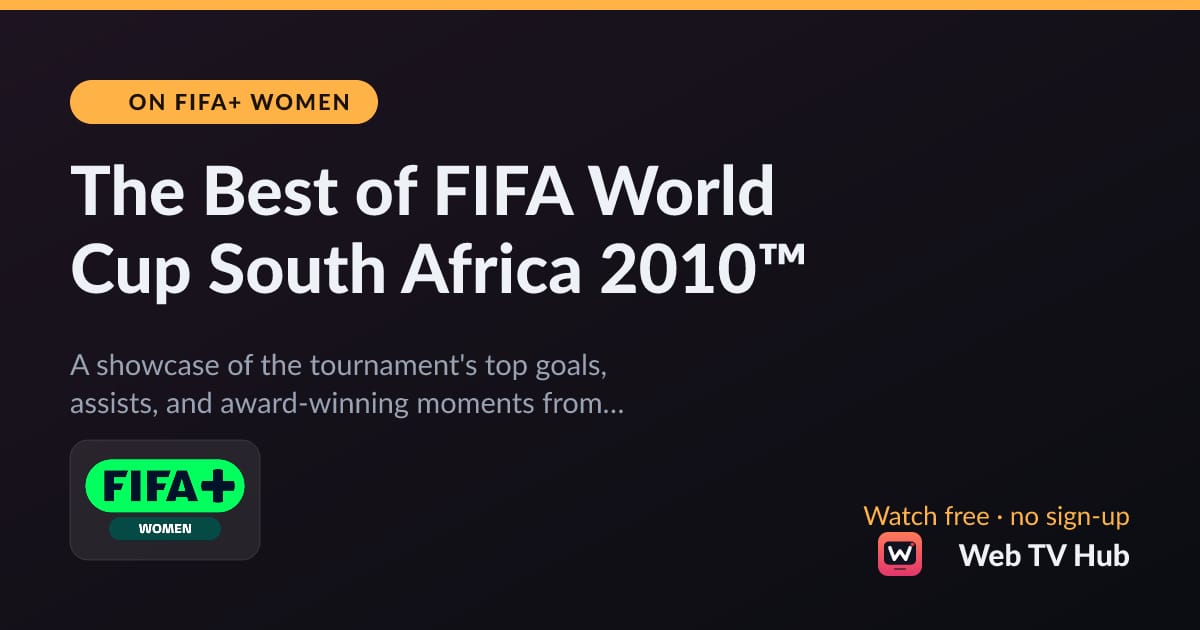 ON FIFA+ WOMEN
The Best of FIFA World
Cup South Africa 2010™
A showcase of the tournament's top goals,
assists, and award-winning moments from...
FIFA+
WOMEN
Watch free · no sign-up
W
Web TV Hub